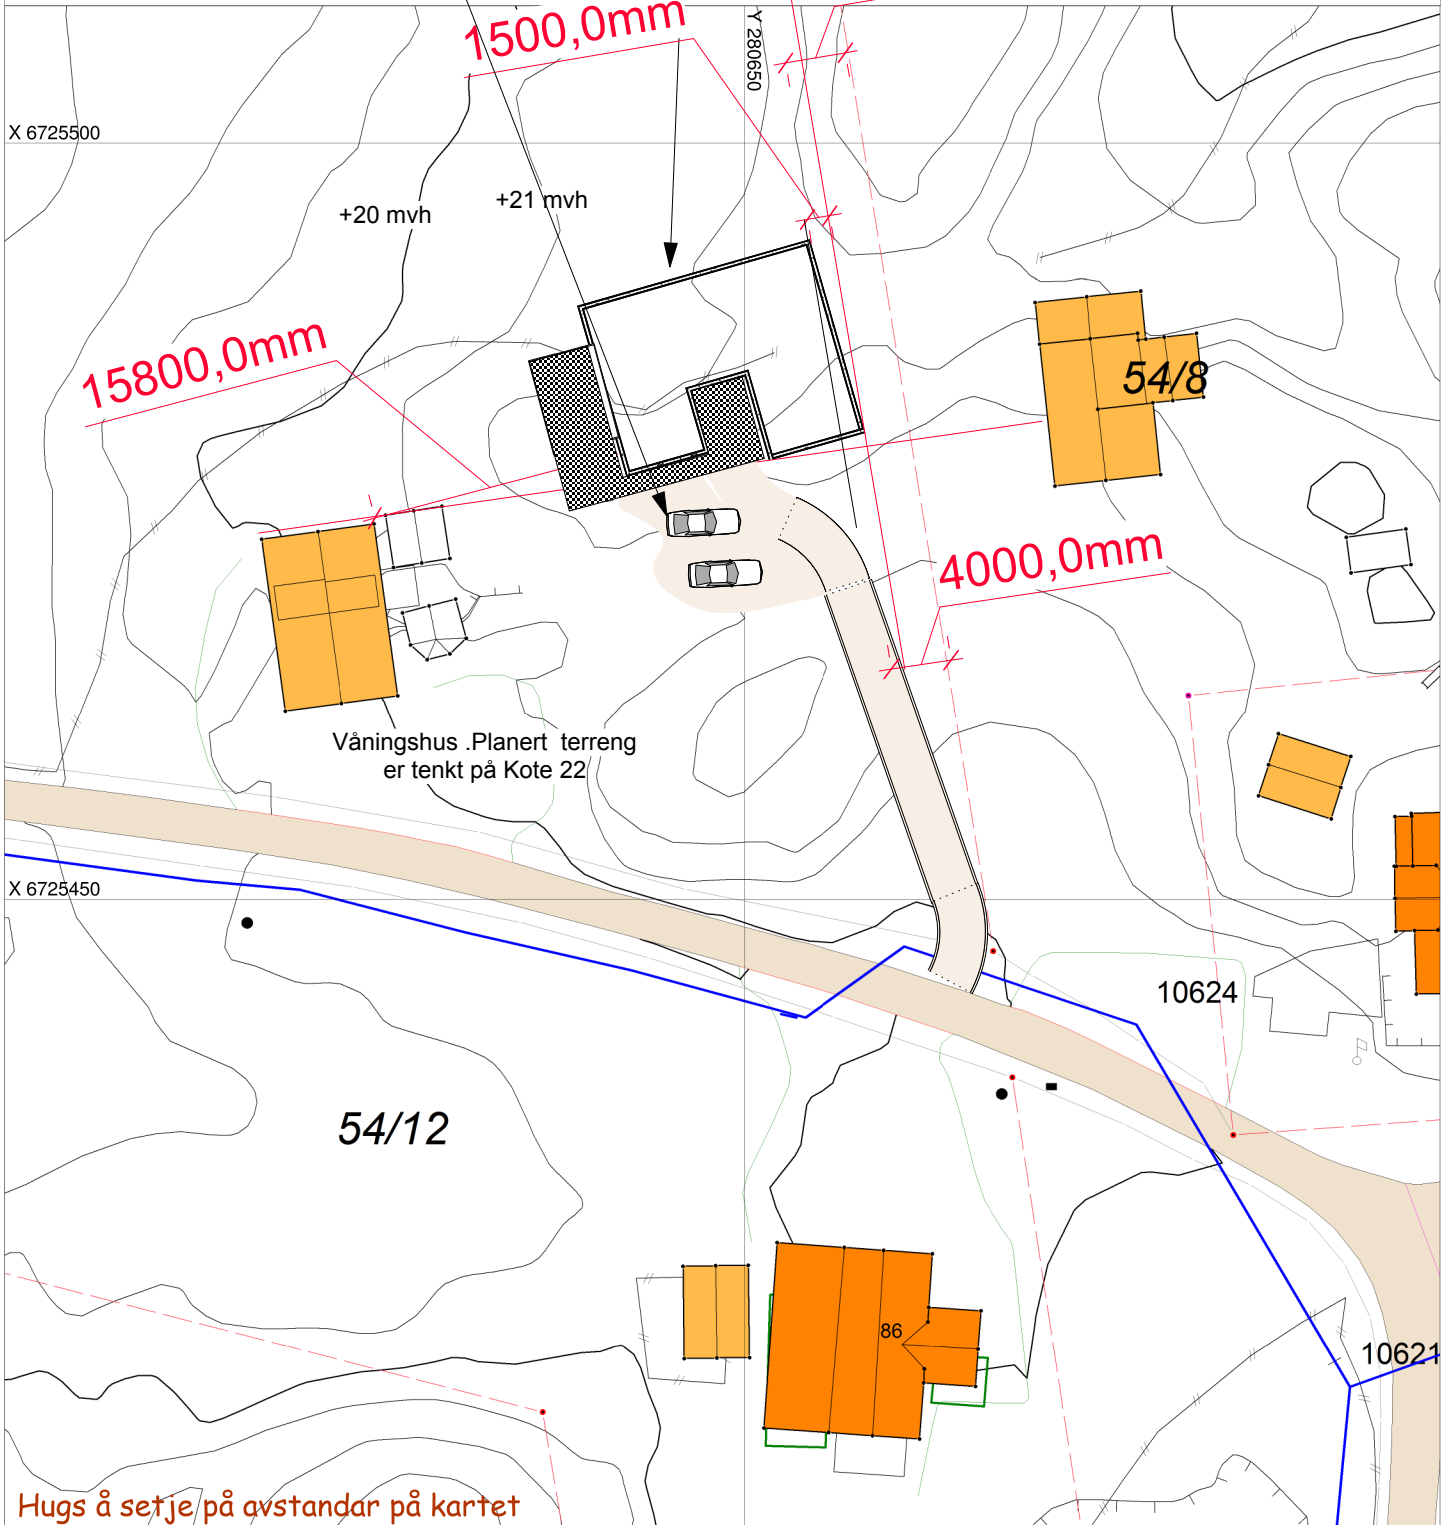 1500,0mm
Y 280650
X 6725500
+20 mvh
+21 mvh
15800,0mm
54/8
4000,0mm
Våningshus .Planert terreng
er tenkt på Kote 22
X 6725450
10624
54/12
86
10621
Hugs å setje på avstandar på kartet